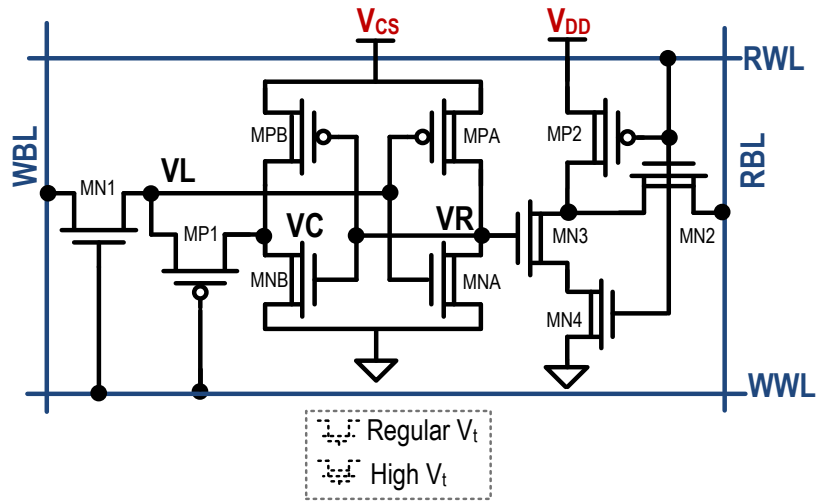 VCS
VDD
RWL
MPB
MPA
MP2
WBL
RBL
MN1
VL
VC
VR
MN3
MN2
MP1
MNB
MNA
MN4
WWL
Regular Vt
High Vt